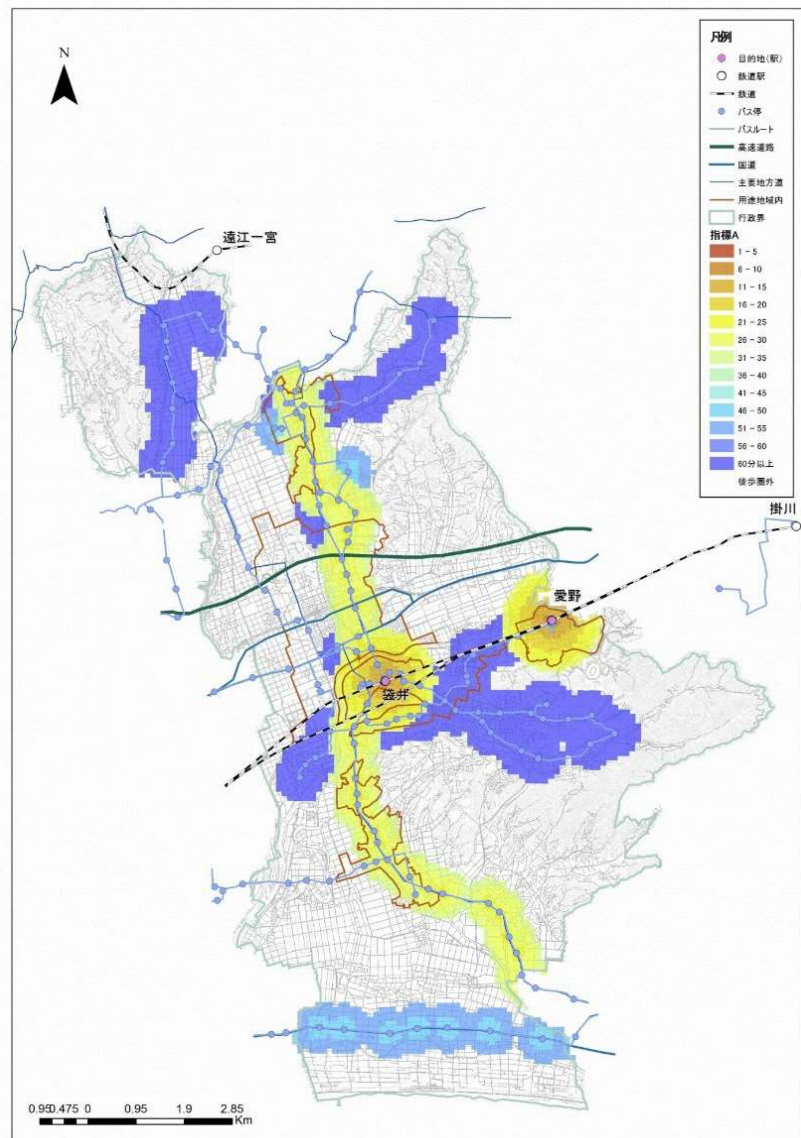 N
凡例
目的地(駅)
鉄道駅
鉄道
バス停
バスルート
高速道路
国道
主要地方道
用途地域内
行政界
指標A
1 - 5
6 - 10
11 - 15
16 - 20
21 - 25
26 - 30
31 - 35
36 - 40
41 - 45
46 - 50
51 - 55
56 - 60
60分以上
徒歩圏外
遠江一宮
掛川
愛野
袋井
0.95 0.475 0 0.95 1.9 2.85
Km